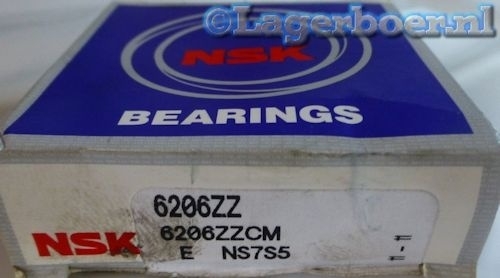 ©Lagerboer.nl
NSK
BEARINGS
6206ZZ
NSK 6206ZZCM
E NS7S5